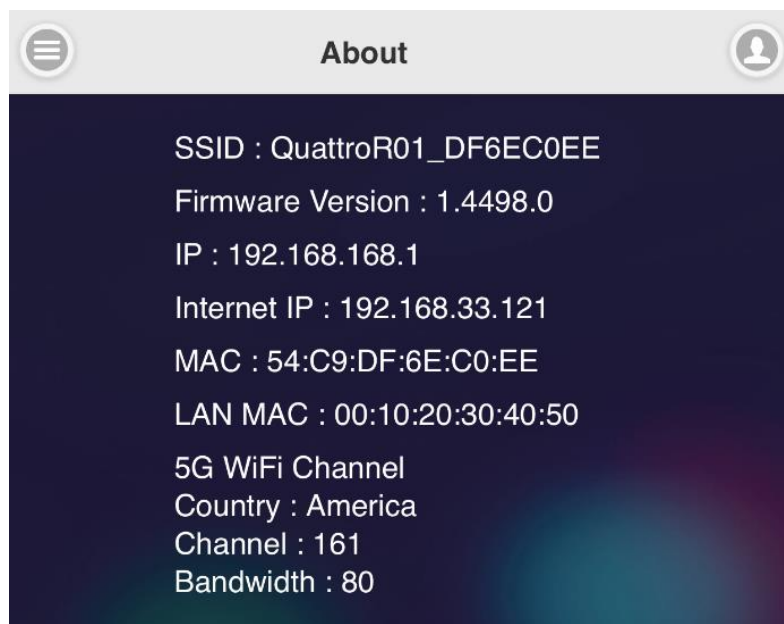 About
SSID : QuattroR01_DF6EC0EE
Firmware Version : 1.4498.0
IP : 192.168.168.1
Internet IP : 192.168.33.121
MAC : 54:C9:DF:6E:C0:EE
LAN MAC : 00:10:20:30:40:50
5G WiFi Channel
Country : America
Channel : 161
Bandwidth : 80